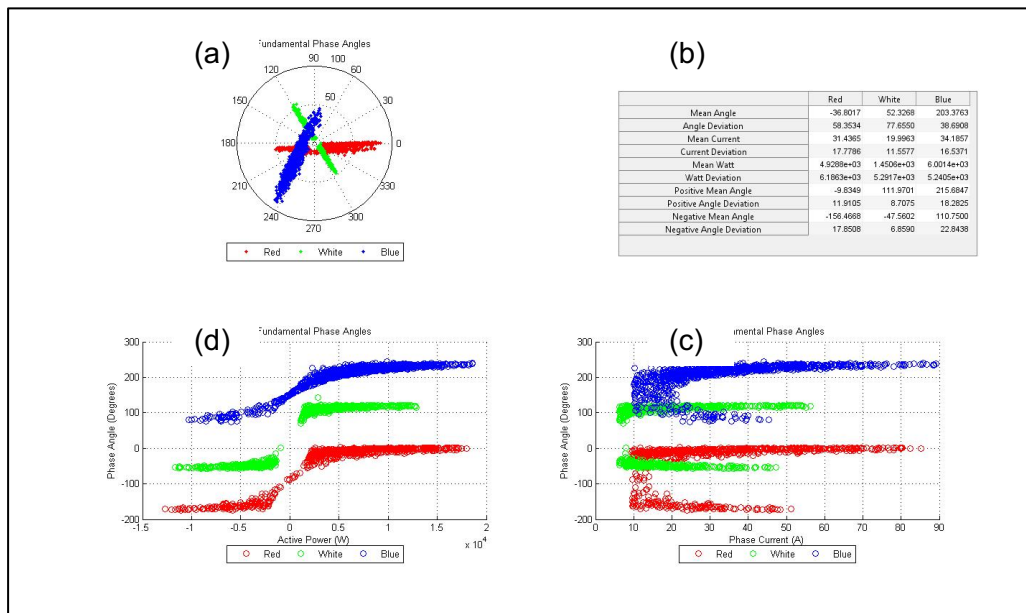 (a)
Fundamental Phase Angles
90 100
120 60
50
150 30
180 0
210 330
240 300
270
Red White Blue
(b)
Red White Blue
Mean Angle -36.8017 52.3268 203.3763
Angle Deviation 58.3534 77.6550 38.6908
Mean Current 31.4365 19.9963 34.1857
Current Deviation 17.7786 11.5577 16.5371
Mean Watt 4.9288e+03 1.4506e+03 6.0014e+03
Watt Deviation 6.1863e+03 5.2917e+03 5.2405e+03
Positive Mean Angle -9.8349 111.9701 215.6847
Positive Angle Deviation 11.9105 8.7075 18.2825
Negative Mean Angle -156.4668 -47.5602 110.7500
Negative Angle Deviation 17.8508 6.8590 22.8438
(d)
Fundamental Phase Angles
Phase Angle (Degrees)
300
200
100
0
-100
-200
-1.5 -1 -0.5 0 0.5 1 1.5 2
Active Power (W)
x 10^4
Red White Blue
(c)
mental Phase Angles
Phase Angle (Degrees)
300
200
100
0
-100
-200
0 10 20 30 40 50 60 70 80 90
Phase Current (A)
Red White Blue